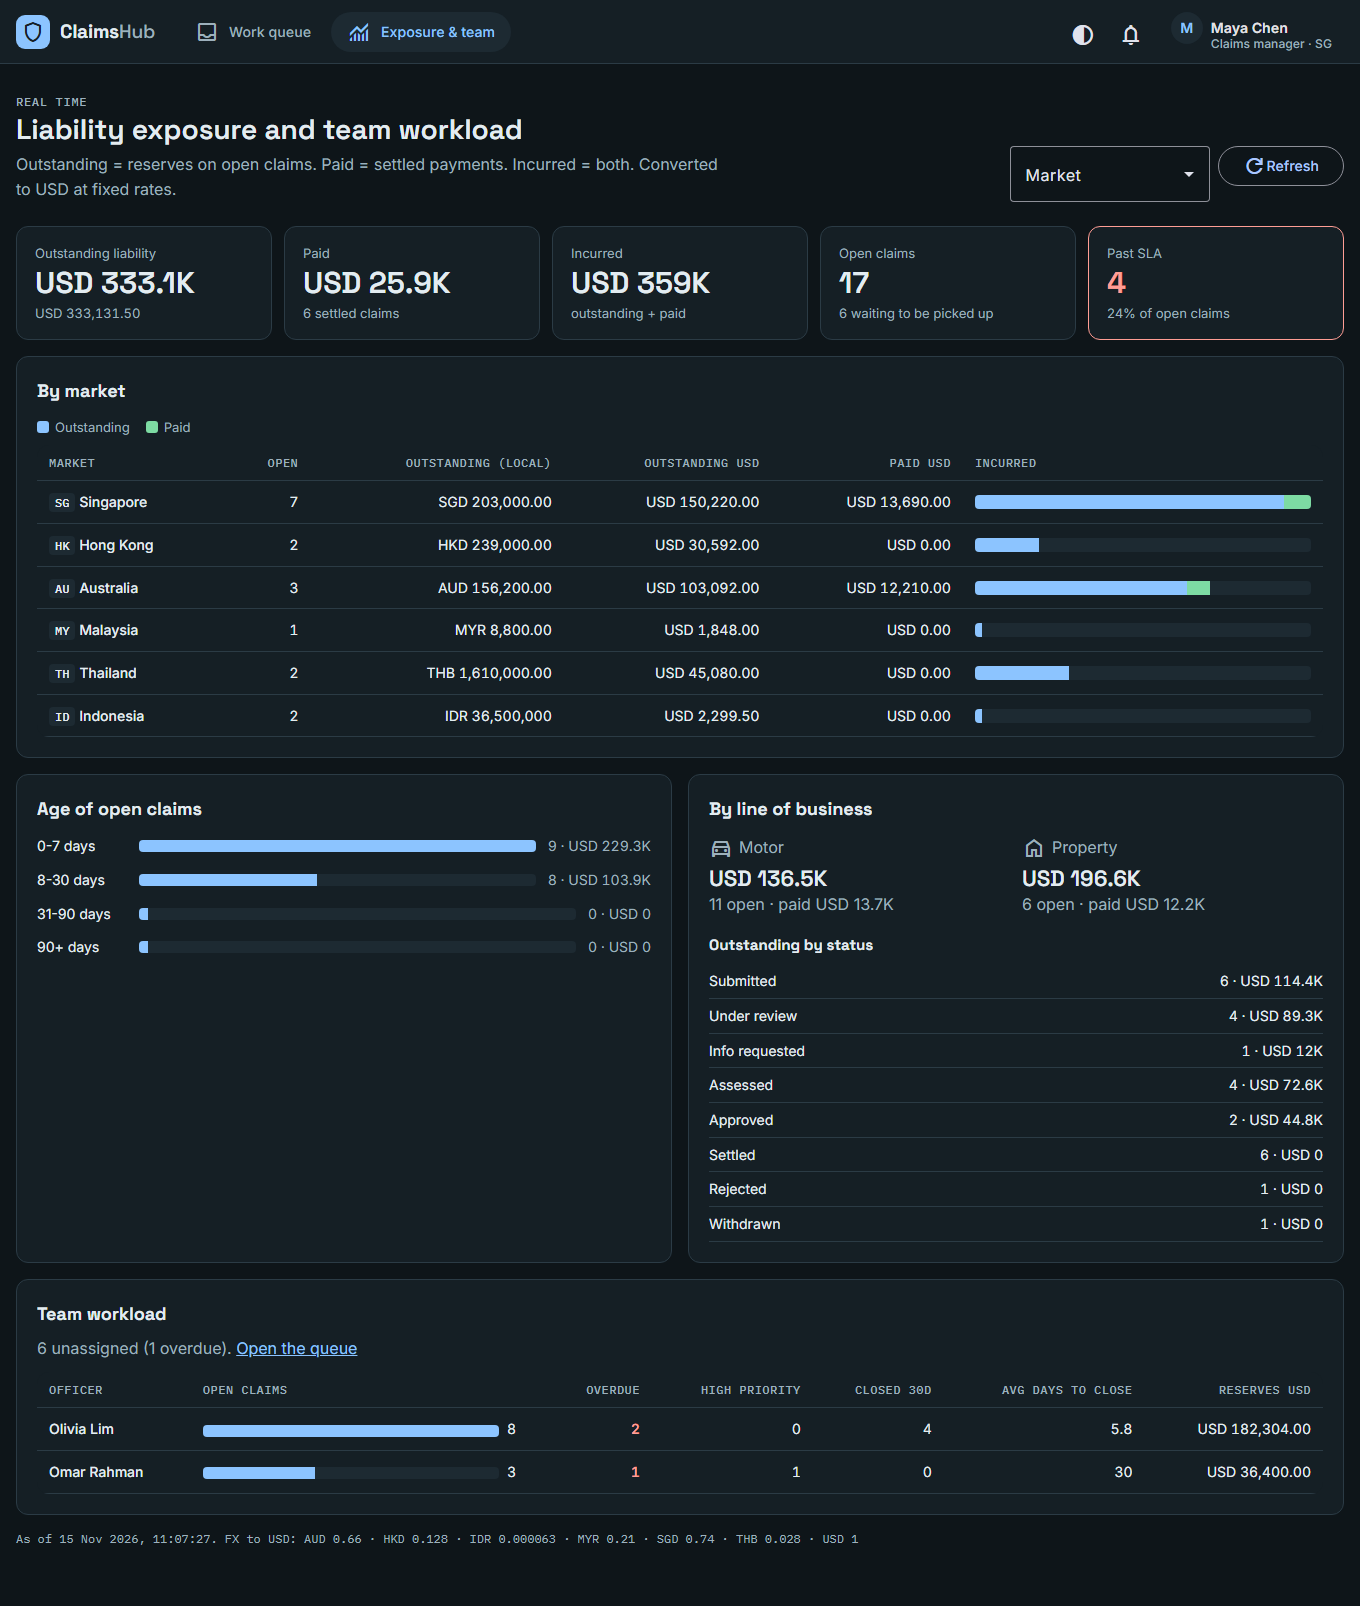 ClaimsHub
Work queue
Exposure & team
M
Maya Chen
Claims manager · SG
REAL TIME
Liability exposure and team workload
Outstanding = reserves on open claims. Paid = settled payments. Incurred = both. Converted
to USD at fixed rates.
Market
Refresh
Outstanding liability
USD 333.1K
USD 333,131.50
Paid
USD 25.9K
6 settled claims
Incurred
USD 359K
outstanding + paid
Open claims
17
6 waiting to be picked up
Past SLA
4
24% of open claims
By market
Outstanding Paid
MARKET OPEN OUTSTANDING (LOCAL) OUTSTANDING USD PAID USD INCURRED
SG Singapore 7 SGD 203,000.00 USD 150,220.00 USD 13,690.00
HK Hong Kong 2 HKD 239,000.00 USD 30,592.00 USD 0.00
AU Australia 3 AUD 156,200.00 USD 103,092.00 USD 12,210.00
MY Malaysia 1 MYR 8,800.00 USD 1,848.00 USD 0.00
TH Thailand 2 THB 1,610,000.00 USD 45,080.00 USD 0.00
ID Indonesia 2 IDR 36,500,000 USD 2,299.50 USD 0.00
Age of open claims
0-7 days 9 · USD 229.3K
8-30 days 8 · USD 103.9K
31-90 days 0 · USD 0
90+ days 0 · USD 0
By line of business
Motor
USD 136.5K
11 open · paid USD 13.7K
Property
USD 196.6K
6 open · paid USD 12.2K
Outstanding by status
Submitted 6 · USD 114.4K
Under review 4 · USD 89.3K
Info requested 1 · USD 12K
Assessed 4 · USD 72.6K
Approved 2 · USD 44.8K
Settled 6 · USD 0
Rejected 1 · USD 0
Withdrawn 1 · USD 0
Team workload
6 unassigned (1 overdue). Open the queue
OFFICER OPEN CLAIMS OVERDUE HIGH PRIORITY CLOSED 30D AVG DAYS TO CLOSE RESERVES USD
Olivia Lim 8 2 0 4 5.8 USD 182,304.00
Omar Rahman 3 1 1 0 30 USD 36,400.00
As of 15 Nov 2026, 11:07:27. FX to USD: AUD 0.66 · HKD 0.128 · IDR 0.000063 · MYR 0.21 · SGD 0.74 · THB 0.028 · USD 1